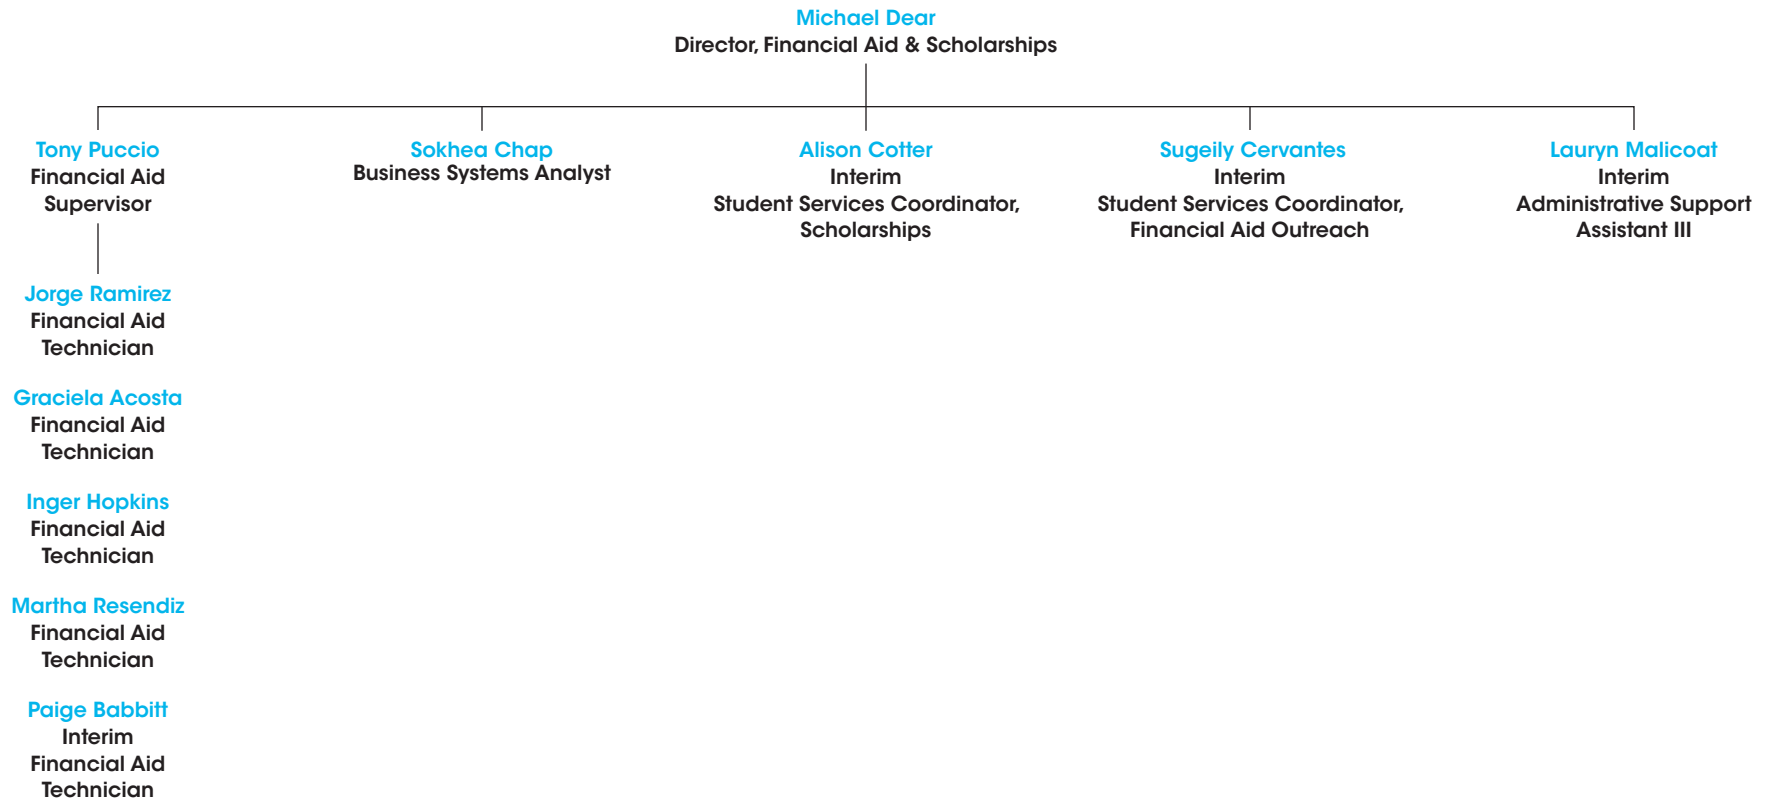 Michael Dear
Director, Financial Aid & Scholarships
Tony Puccio
Financial Aid
Supervisor
Sokhea Chap
Business Systems Analyst
Alison Cotter
Interim
Student Services Coordinator,
Scholarships
Sugeily Cervantes
Interim
Student Services Coordinator,
Financial Aid Outreach
Lauryn Malicoat
Interim
Administrative Support
Assistant III
Jorge Ramirez
Financial Aid
Technician
Graciela Acosta
Financial Aid
Technician
Inger Hopkins
Financial Aid
Technician
Martha Resendiz
Financial Aid
Technician
Paige Babbitt
Interim
Financial Aid
Technician